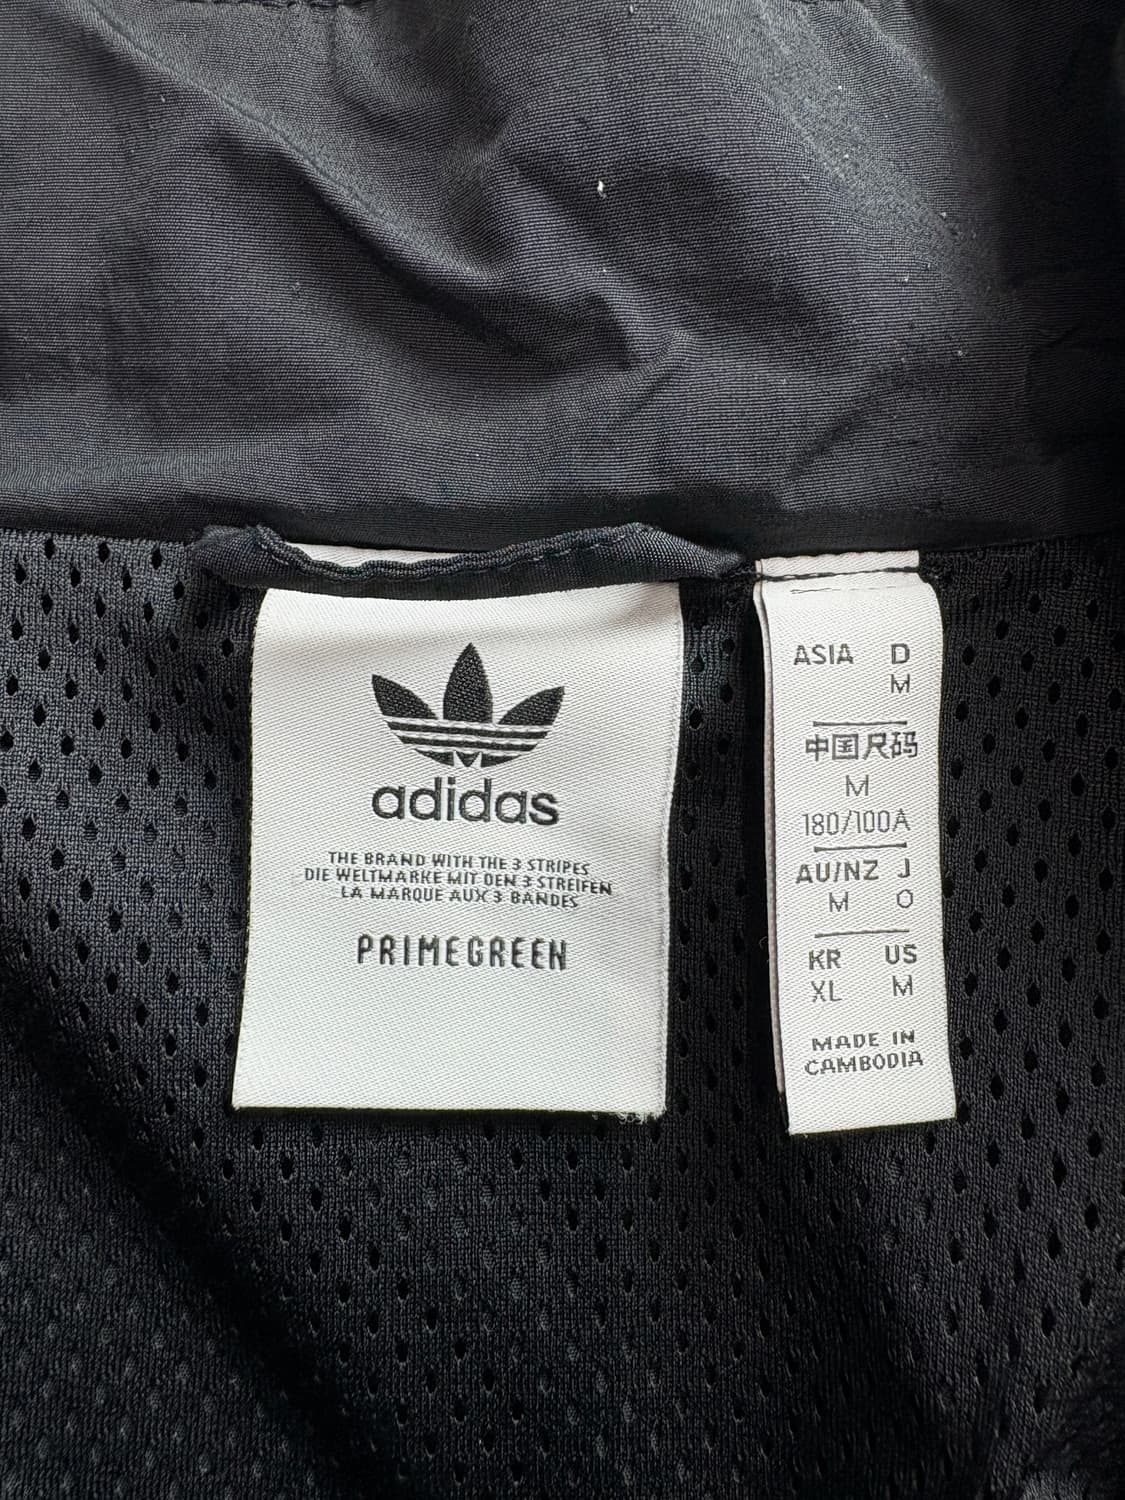 adidas
THE BRAND WITH THE 3 STRIPES
DIE WELTMARKE MIT DEN 3 STREIFEN
LA MARQUE AUX 3 BANDES
PRIMEGREEN
ASIA D
M
中国尺码
M
180/100A
AU/NZ J
M O
KR US
XL M
MADE IN
CAMBODIA